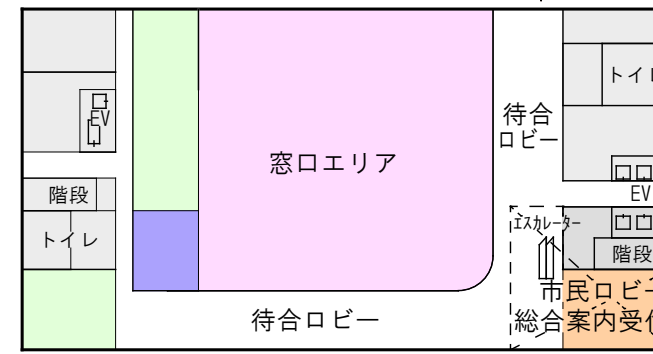 トイレ
EV
待合
ロビー
窓口エリア
EV
階段
トイレ
エスカレーター
階段
市民ロビー
総合案内受付
待合ロビー